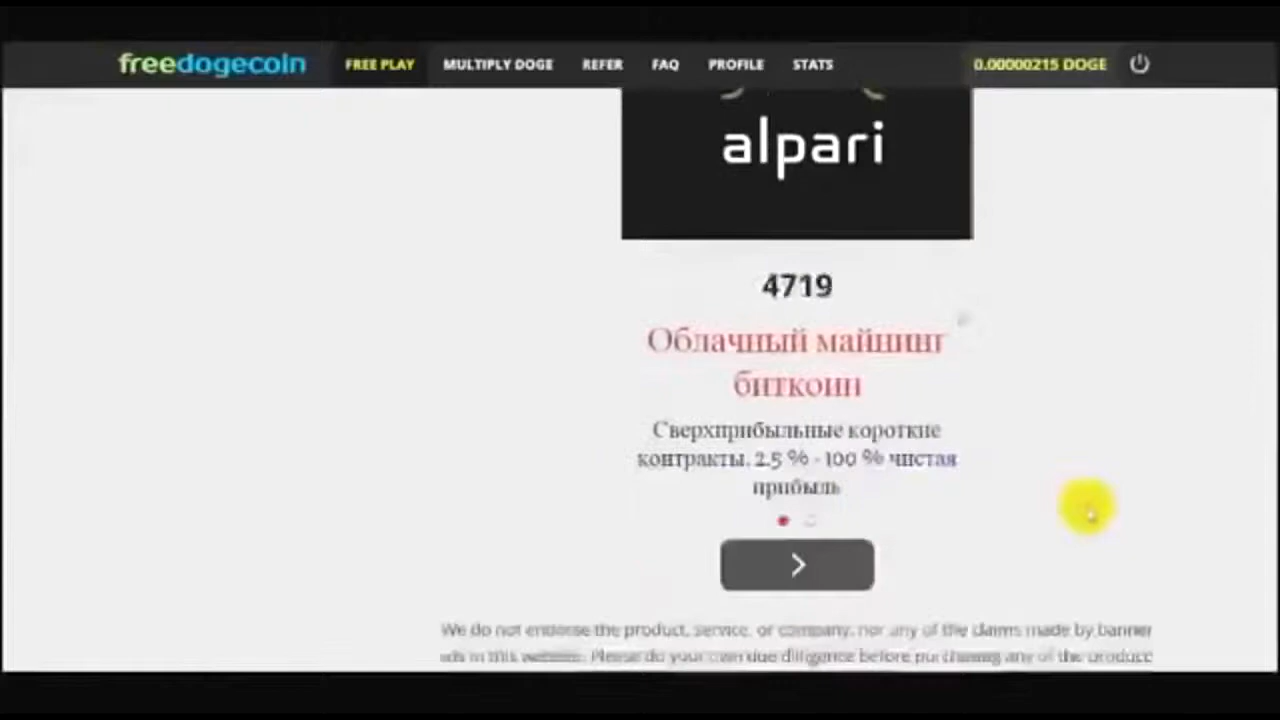 freedogecoin FREE PLAY MULTIPLY DOGE REFER FAQ PROFILE STATS 0.00000215 DOGE
alpari
4719
Облачный майнинг
биткоин
Сверхприбыльные короткие
контракты. 2.5 % - 100 % чистая
прибыль
We do not endorse the product, service, or company, nor any of the claims made by banner
ads in this website. Please do your own due diligence before purchasing any of the product